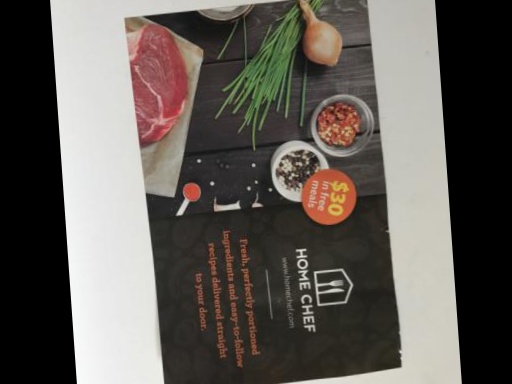 $30
in free
meals
HOME CHEF
www.homechef.com
Fresh, perfectly portioned
ingredients and easy-to-follow
recipes delivered straight
to your door.